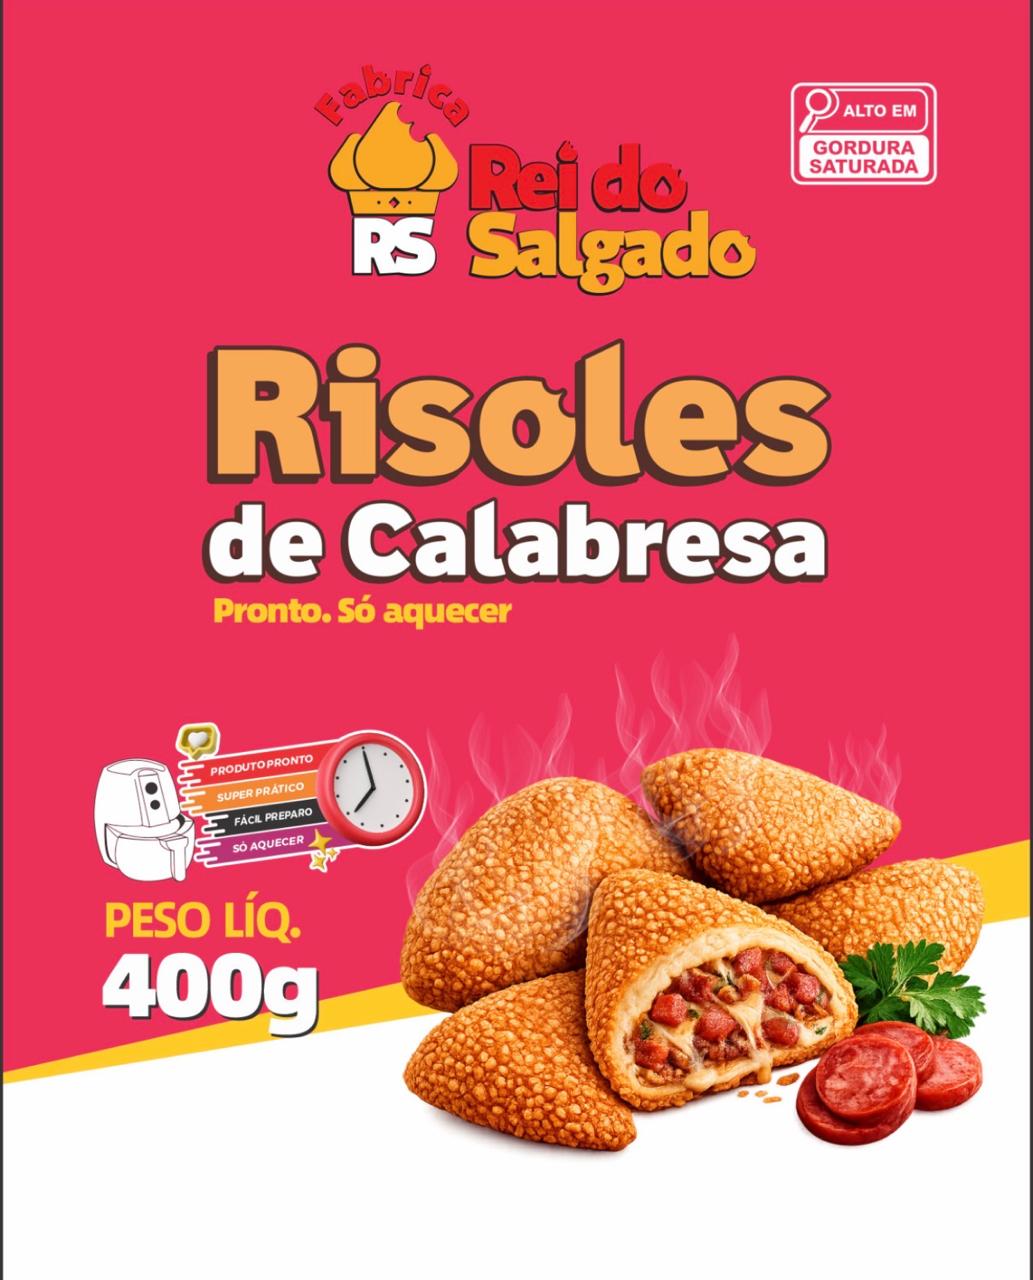 Fabrica
RS
Rei do
Salgado
ALTO EM
GORDURA
SATURADA
Risoles
de Calabresa
Pronto. Só aquecer
PRODUTO PRONTO
SUPER PRÁTICO
FÁCIL PREPARO
SÓ AQUECER
PESO LÍQ.
400g